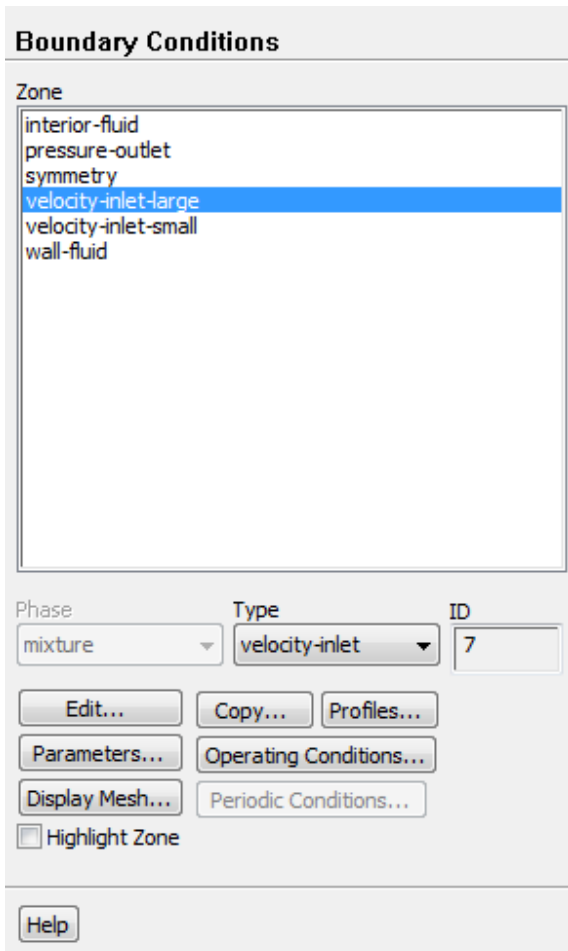 Boundary Conditions
Zone
interior-fluid
pressure-outlet
symmetry
velocity-inlet-large
velocity-inlet-small
wall-fluid
Phase Type ID
mixture velocity-inlet 7
Edit... Copy... Profiles...
Parameters... Operating Conditions...
Display Mesh... Periodic Conditions...
Highlight Zone
Help